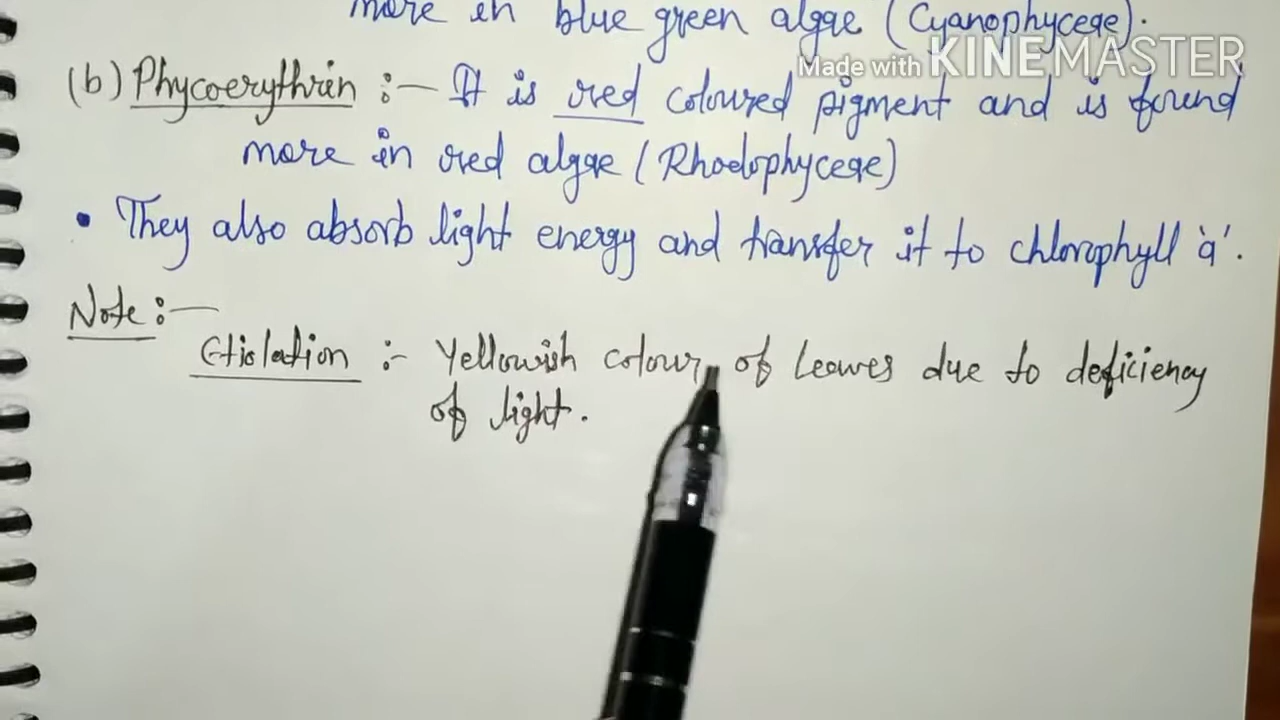 more in blue green algae (Cyanophyceae).
Made with KINEMASTER
(b) Phycoerythrin :- It is red coloured pigment and is found
more in red algae (Rhodophyceae)
• They also absorb light energy and transfer it to chlorophyll 'a'.
Note :-
Etiolation :- Yellowish colour of leaves due to deficiency
of light.